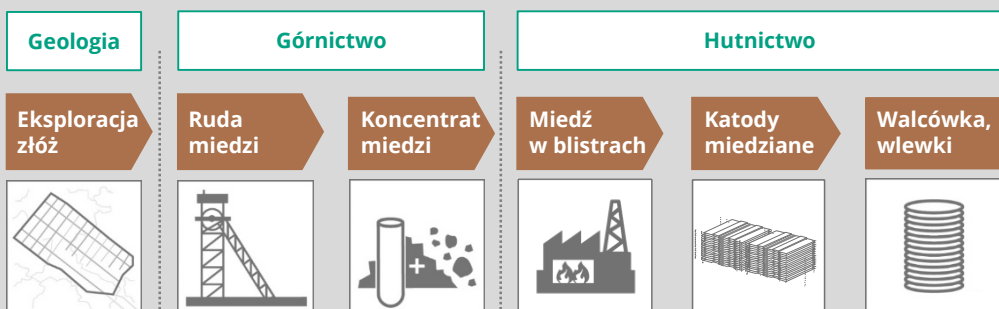 Geologia
Górnictwo
Hutnictwo
Eksploracja
złóż
Ruda
miedzi
Koncentrat
miedzi
Miedź
w blistrach
Katody
miedziane
Walcówka,
wlewki
+